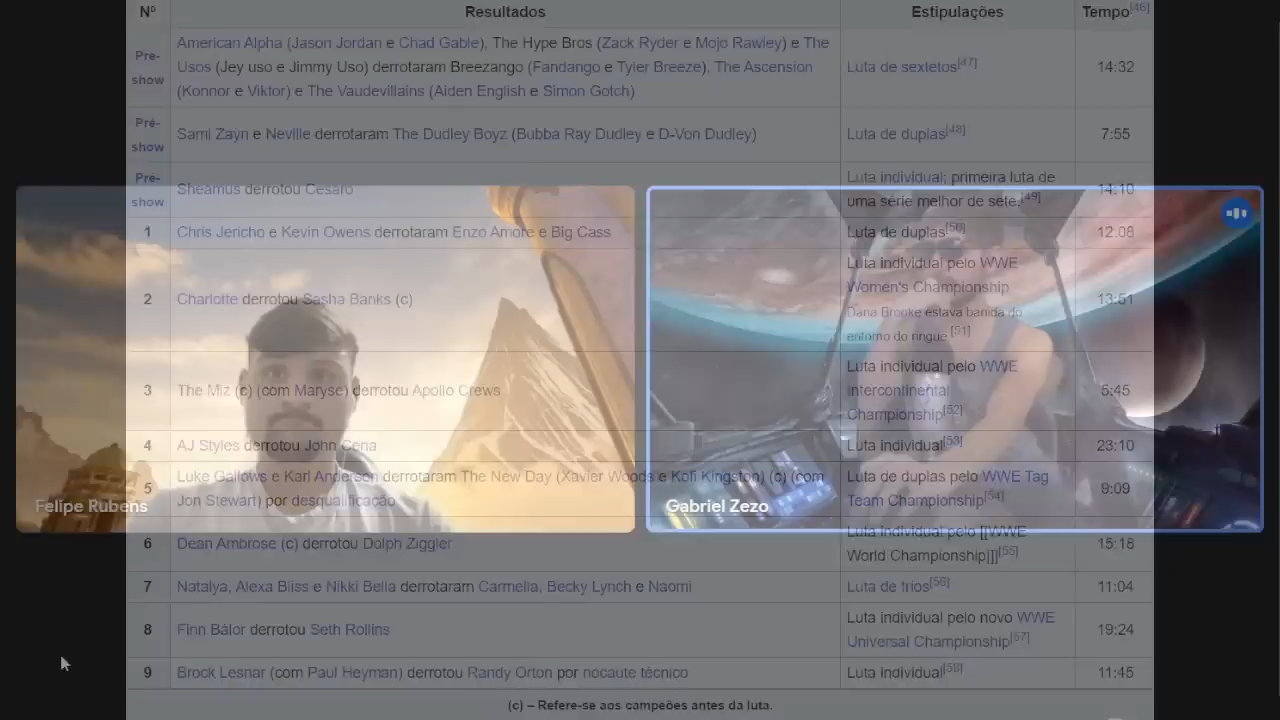 Nº Resultados Estipulações Tempo[46]
Pre-show
American Alpha (Jason Jordan e Chad Gable), The Hype Bros (Zack Ryder e Mojo Rawley) e The
Usos (Jey uso e Jimmy Uso) derrotaram Breezango (Fandango e Tyler Breeze), The Ascension
(Konnor e Viktor) e The Vaudevillains (Aiden English e Simon Gotch)
Luta de sextetos[47]
14:32
Pré-show
Sami Zayn e Neville derrotaram The Dudley Boyz (Bubba Ray Dudley e D-Von Dudley)
Luta de duplas[48]
7:55
Pré-show
Sheamus derrotou Cesaro
Luta individual; primeira luta de
uma série melhor de sete.[49]
14:10
1 Chris Jericho e Kevin Owens derrotaram Enzo Amore e Big Cass Luta de duplas[50] 12:08
2 Charlotte derrotou Sasha Banks (c)
Luta individual pelo WWE
Women's Championship
Dana Brooke estava banida do
entorno do ringue.[51]
13:51
3 The Miz (c) (com Maryse) derrotou Apollo Crews
Luta individual pelo WWE
Intercontinental
Championship[52]
5:45
4 AJ Styles derrotou John Cena Luta individual[53] 23:10
5
Luke Gallows e Karl Anderson derrotaram The New Day (Xavier Woods e Kofi Kingston) (c) (com
Jon Stewart) por desqualificação
Luta de duplas pelo WWE Tag
Team Championship[54]
9:09
Felipe Rubens
Gabriel Zezo
6 Dean Ambrose (c) derrotou Dolph Ziggler
Luta individual pelo [[WWE
World Championship]]][55]
15:18
7 Natalya, Alexa Bliss e Nikki Bella derrotaram Carmella, Becky Lynch e Naomi Luta de trios[56] 11:04
8 Finn Bálor derrotou Seth Rollins
Luta individual pelo novo WWE
Universal Championship[57]
19:24
9 Brock Lesnar (com Paul Heyman) derrotou Randy Orton por nocaute técnico Luta individual[58] 11:45
(c) – Refere-se aos campeões antes da luta.